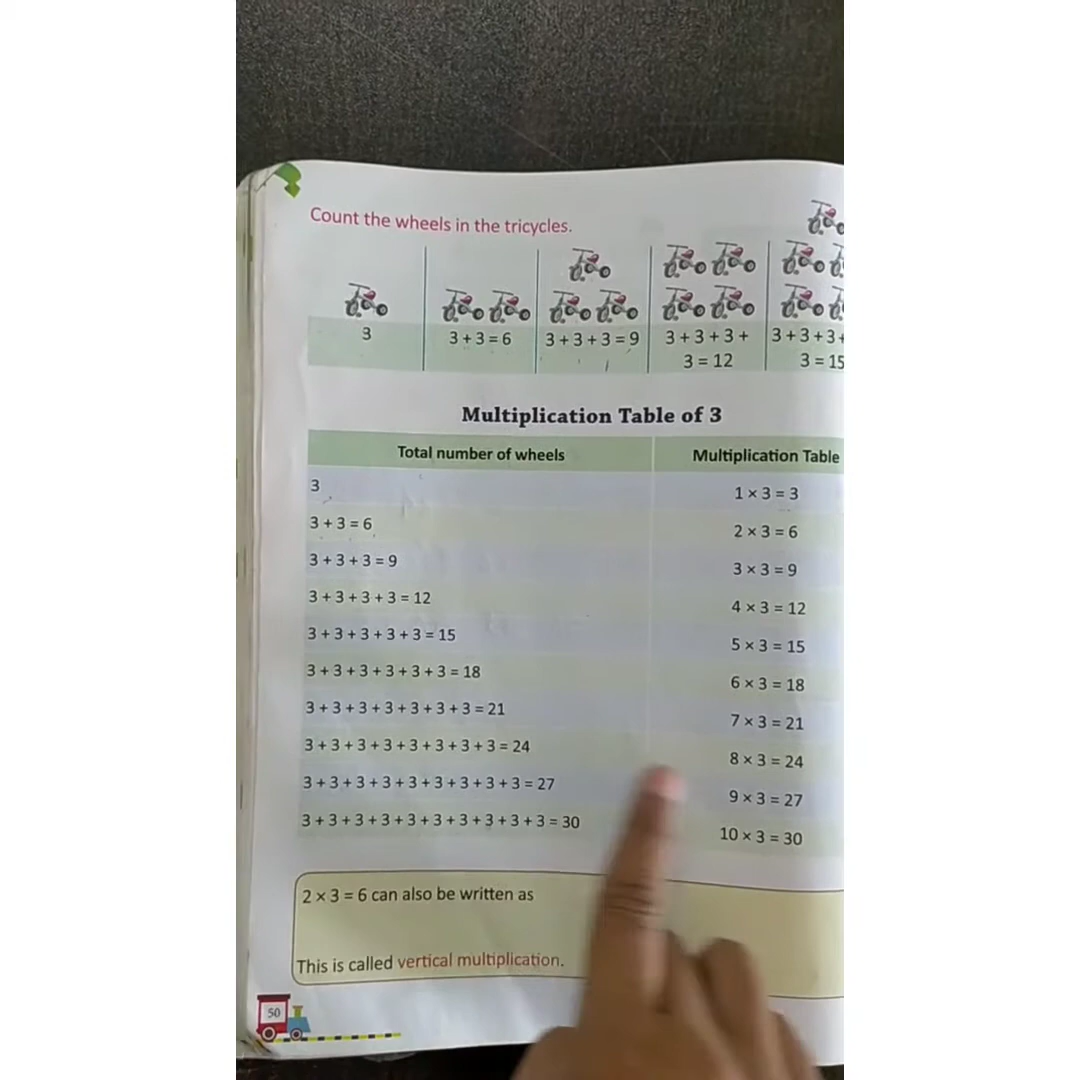 Count the wheels in the tricycles.
3
3 + 3 = 6
3 + 3 + 3 = 9
3 + 3 + 3 +
3 = 12
3 + 3 + 3 +
3 = 15
Multiplication Table of 3
Total number of wheels
Multiplication Table
3
1 × 3 = 3
3 + 3 = 6
2 × 3 = 6
3 + 3 + 3 = 9
3 × 3 = 9
3 + 3 + 3 + 3 = 12
4 × 3 = 12
3 + 3 + 3 + 3 + 3 = 15
5 × 3 = 15
3 + 3 + 3 + 3 + 3 + 3 = 18
6 × 3 = 18
3 + 3 + 3 + 3 + 3 + 3 + 3 = 21
7 × 3 = 21
3 + 3 + 3 + 3 + 3 + 3 + 3 + 3 = 24
8 × 3 = 24
3 + 3 + 3 + 3 + 3 + 3 + 3 + 3 + 3 = 27
9 × 3 = 27
3 + 3 + 3 + 3 + 3 + 3 + 3 + 3 + 3 + 3 = 30
10 × 3 = 30
2 × 3 = 6 can also be written as
This is called vertical multiplication.
50